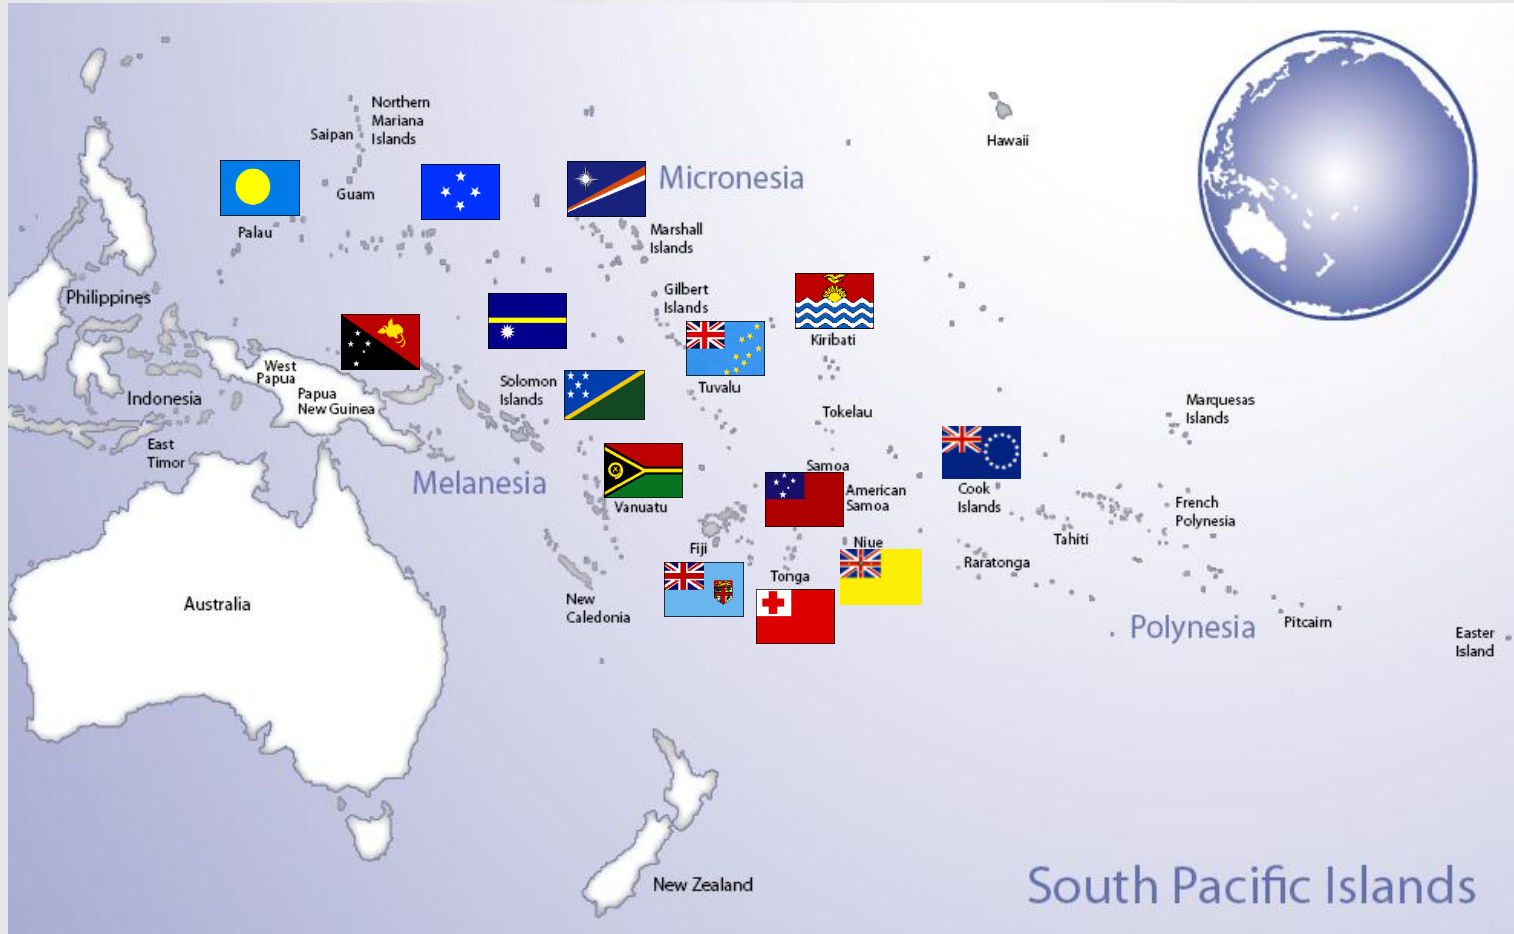 Northern
Mariana
Islands
Saipan
Hawaii
Micronesia
Guam
Palau
Marshall
Islands
Gilbert
Islands
Philippines
Kiribati
West
Papua
Papua
New Guinea
Solomon
Islands
Tuvalu
Indonesia
Marquesas
Islands
Tokelau
East
Timor
Samoa
Melanesia
American
Samoa
Cook
Islands
Vanuatu
French
Polynesia
Tahiti
Fiji
Niue
Raratonga
Tonga
Australia
New
Caledonia
Polynesia
Pitcairn
Easter
Island
New Zealand
South Pacific Islands